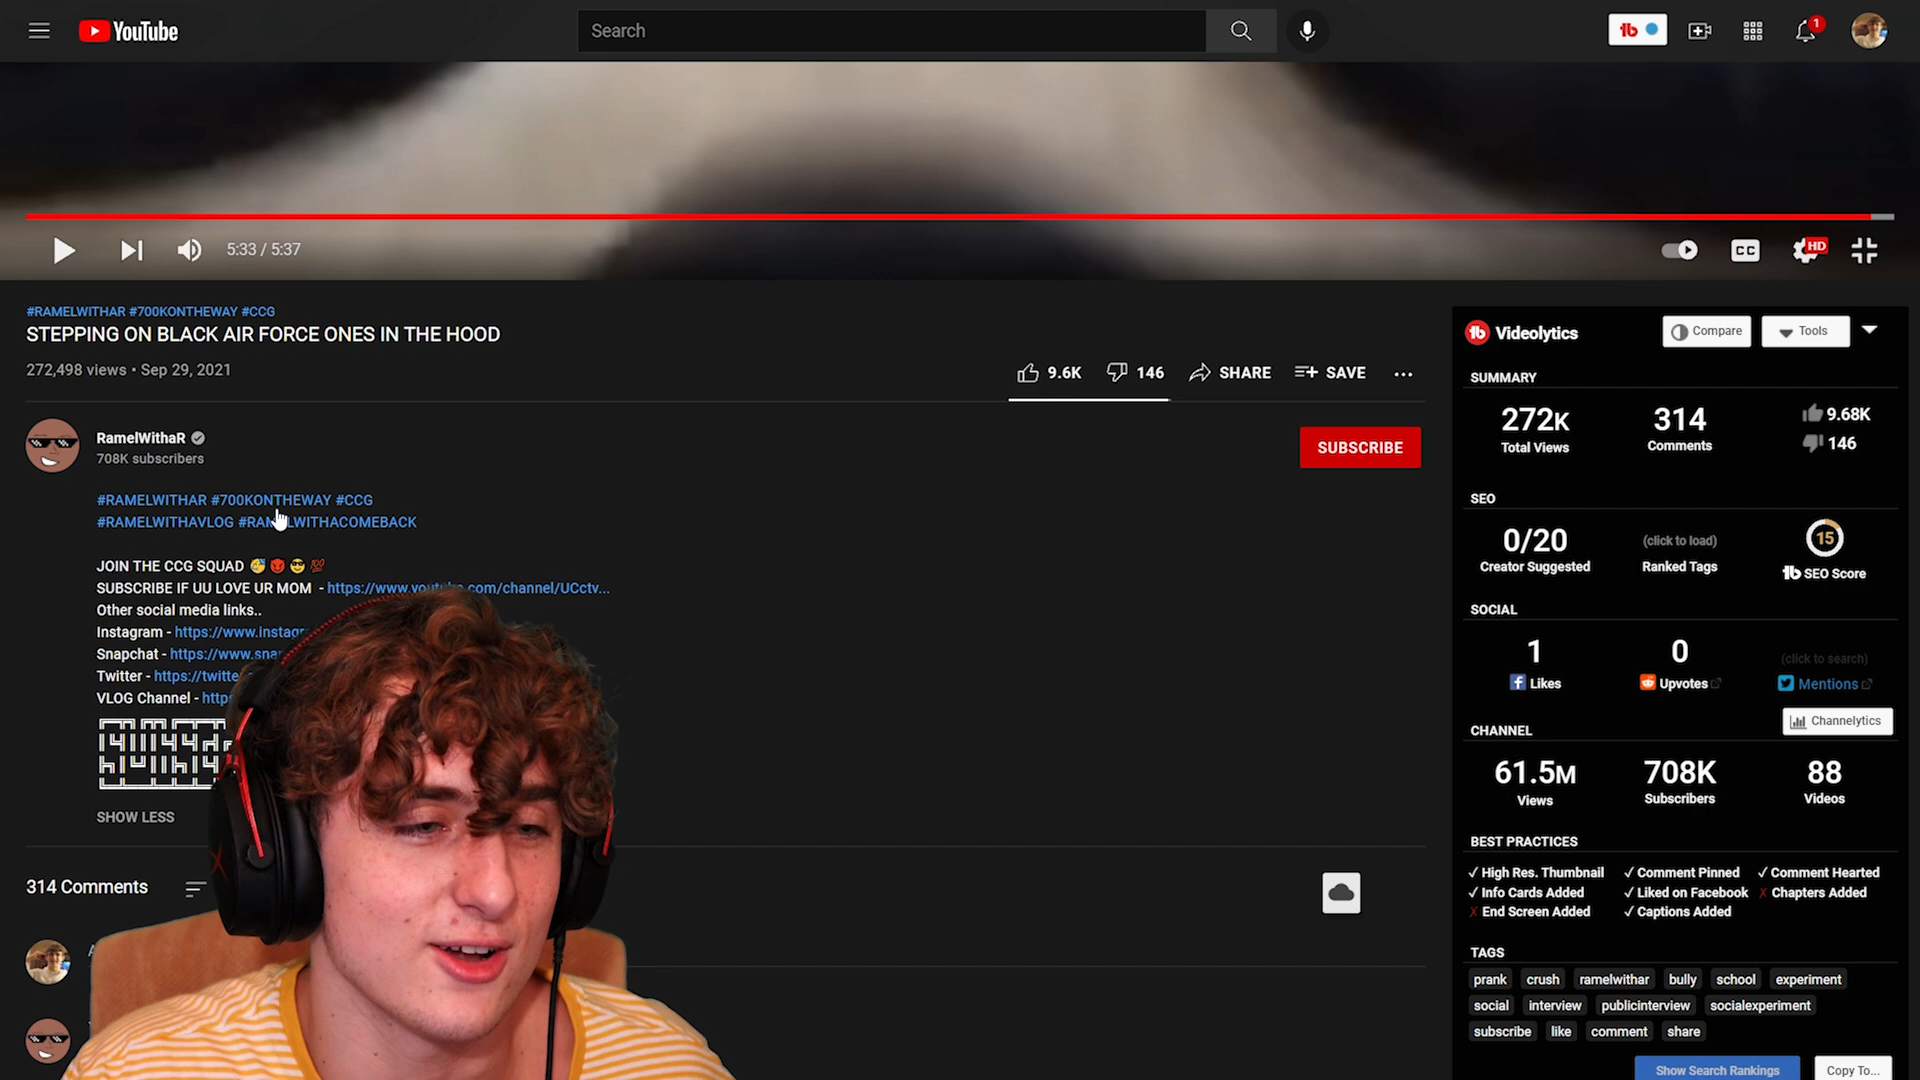 YouTube
Search
1
5:33 / 5:37
CC
HD
#RAMELWITHAR #700KONTHEWAY #CCG
STEPPING ON BLACK AIR FORCE ONES IN THE HOOD
272,498 views • Sep 29, 2021
9.6K
146
SHARE
SAVE
RamelWithaR
708K subscribers
SUBSCRIBE
#RAMELWITHAR #700KONTHEWAY #CCG
#RAMELWITHAVLOG #RAMELWITHACOMEBACK
JOIN THE CCG SQUAD 😴 😡 😎 💯
SUBSCRIBE IF UU LOVE UR MOM - https://www.youtube.com/channel/UCctv...
Other social media links..
Instagram - https://www.instagr
Snapchat - https://www.sna
Twitter - https://twitte
VLOG Channel - http
SHOW LESS
314 Comments
Videolytics
Compare
Tools
SUMMARY
272K
Total Views
314
Comments
9.68K
146
SEO
0/20
Creator Suggested
(click to load)
Ranked Tags
15
SEO Score
SOCIAL
1
Likes
0
Upvotes
(click to search)
Mentions
Channelytics
CHANNEL
61.5M
Views
708K
Subscribers
88
Videos
BEST PRACTICES
✓ High Res. Thumbnail ✓ Comment Pinned ✓ Comment Hearted
✓ Info Cards Added ✓ Liked on Facebook ✗ Chapters Added
✗ End Screen Added ✓ Captions Added
TAGS
prank crush ramelwithar bully school experiment
social interview publicinterview socialexperiment
subscribe like comment share
Show Search Rankings
Copy To...